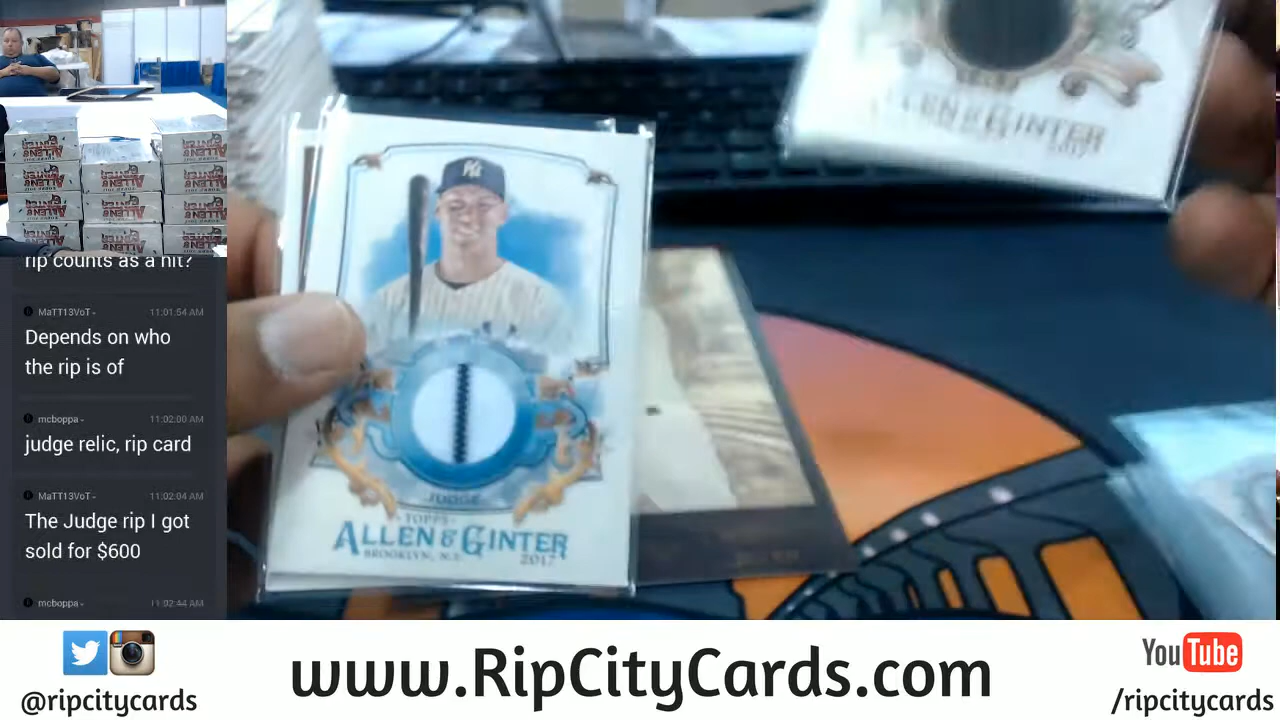 rip counts as a hit?
MaTT13VoT
11:01:54 AM
Depends on who
the rip is of
mcboppa
11:02:00 AM
judge relic, rip card
MaTT13VoT
11:02:04 AM
The Judge rip I got
sold for $600
mcboppa
11:02:44 AM
ALLEN & GINTER
JUDGE
TOPPS
ALLEN & GINTER
BROOKLYN, N.Y.
2017
@ripcitycards
www.RipCityCards.com
YouTube
/ripcitycards